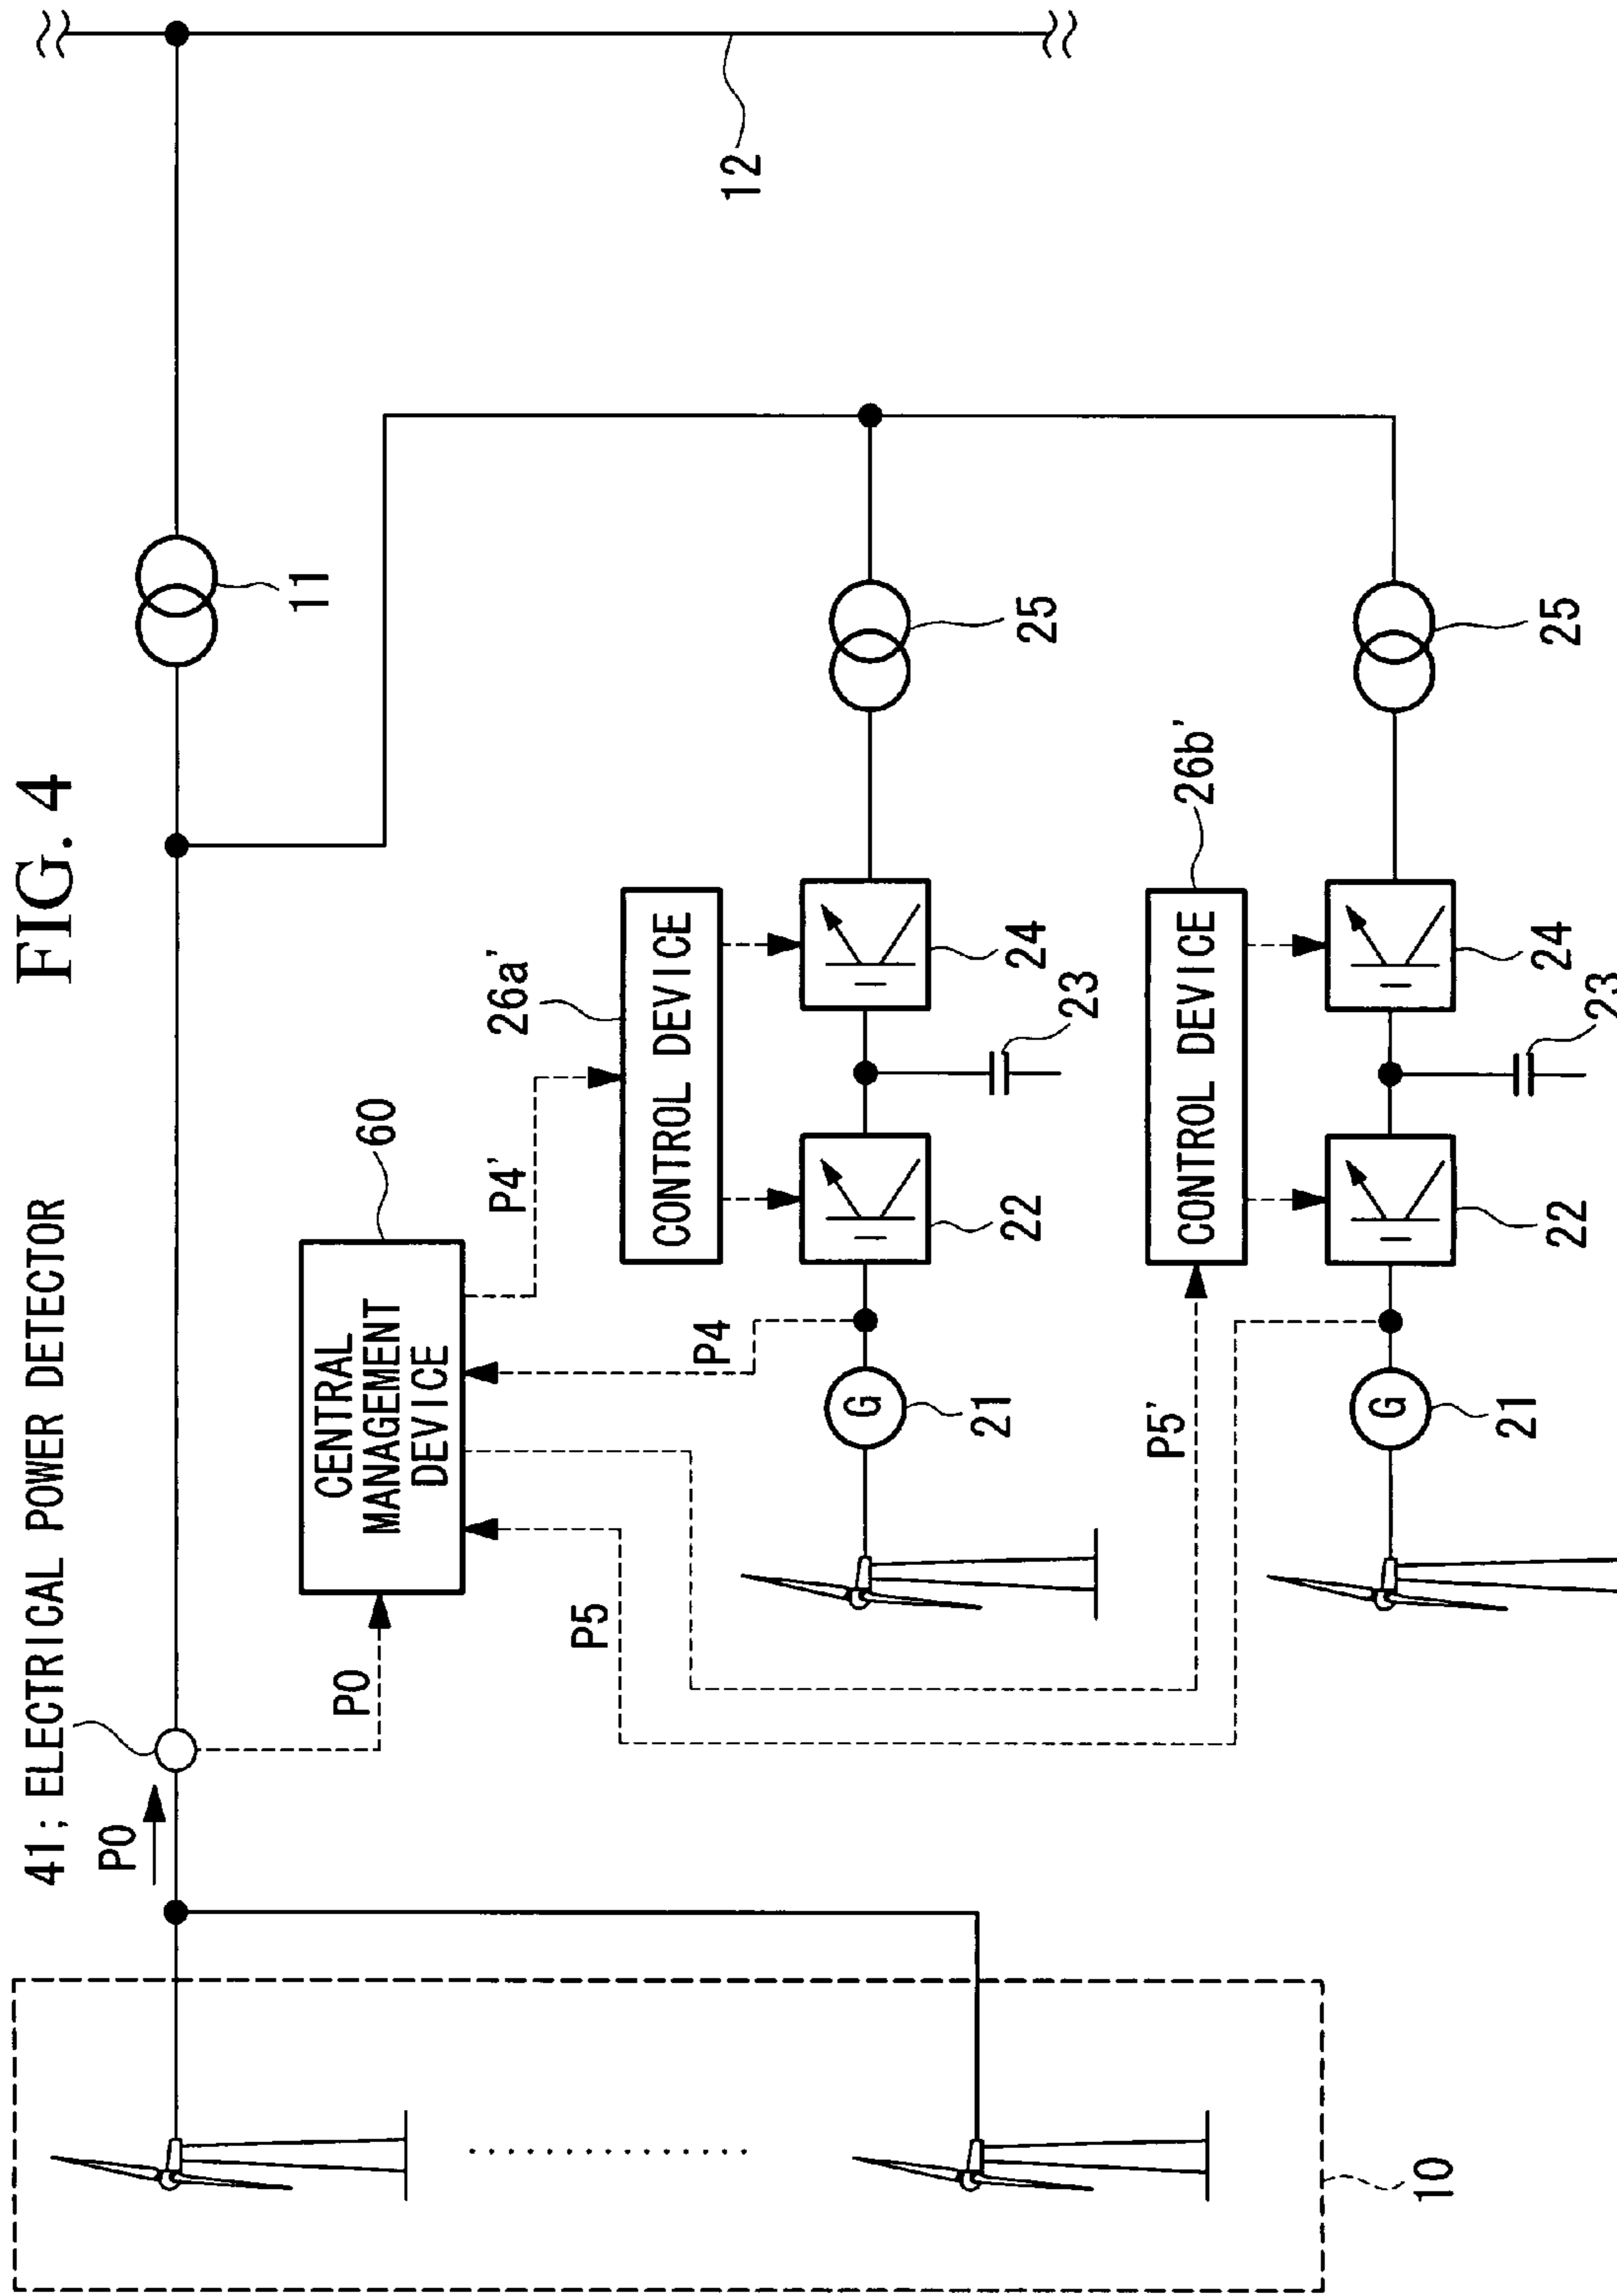 FIG. 4
41; ELECTRICAL POWER DETECTOR
P0
P0
11
12
60
CENTRAL
MANAGEMENT
DEVICE
P4'
26a'
CONTROL DEVICE
P4
P5
G
21
22
23
24
25
P5'
26b'
CONTROL DEVICE
G
21
22
23
24
25
10